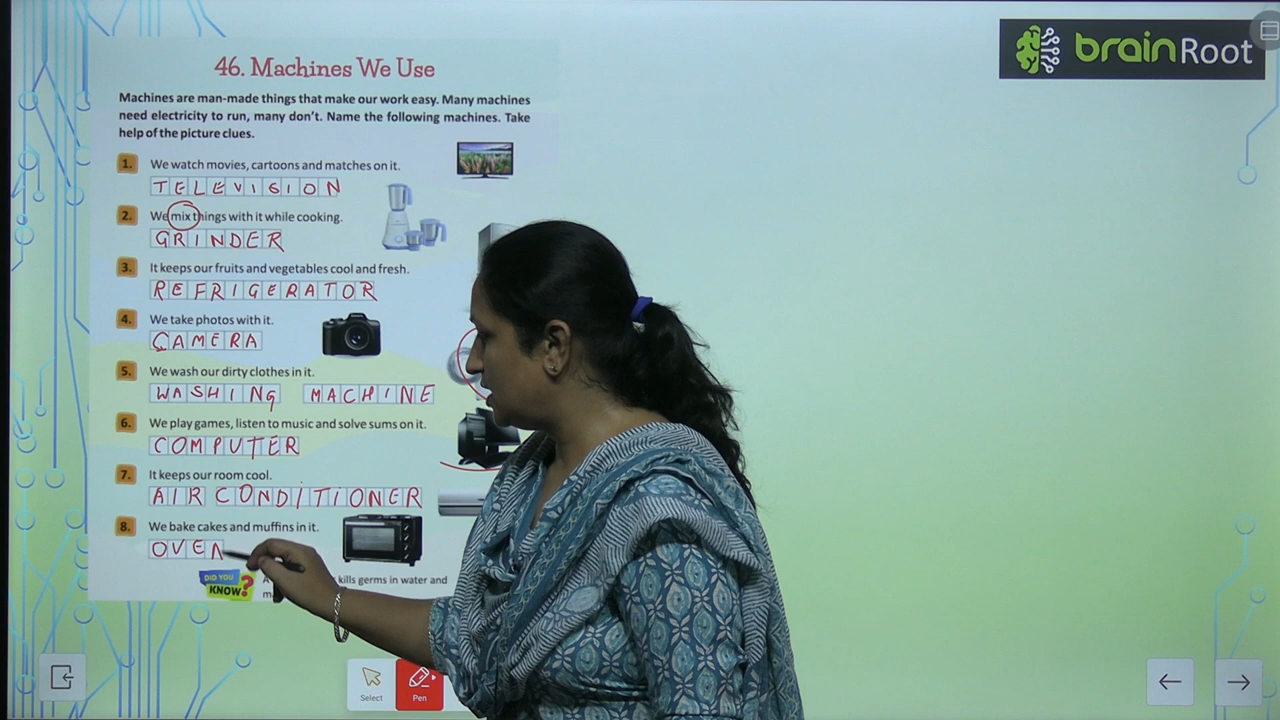 brainRoot
46. Machines We Use
Machines are man-made things that make our work easy. Many machines
need electricity to run, many don't. Name the following machines. Take
help of the picture clues.
1. We watch movies, cartoons and matches on it.
TELEVISION
2. We mix things with it while cooking.
GRINDER
3. It keeps our fruits and vegetables cool and fresh.
REFRIGERATOR
4. We take photos with it.
CAMERA
5. We wash our dirty clothes in it.
WASHING MACHINE
6. We play games, listen to music and solve sums on it.
COMPUTER
7. It keeps our room cool.
AIR CONDITIONER
8. We bake cakes and muffins in it.
OVEN
DID YOU
KNOW?
kills germs in water and
Select
Pen